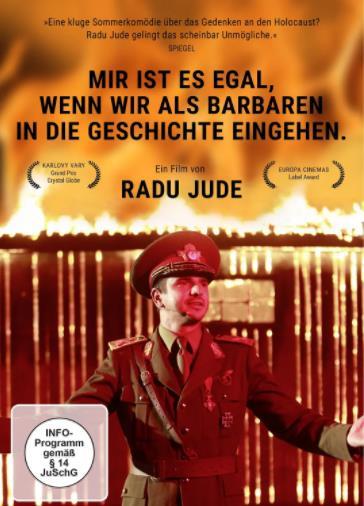 »Eine kluge Sommerkomödie über das Gedenken an den Holocaust?
Radu Jude gelingt das scheinbar Unmögliche.«
SPIEGEL
MIR IST ES EGAL,
WENN WIR ALS BARBAREN
IN DIE GESCHICHTE EINGEHEN.
KARLOVY VARY
Grand Prix
Crystal Globe
EUROPA CINEMAS
Label Award
Ein Film von
RADU JUDE
INFO-
Programm
gemäß
§ 14
JuSchG